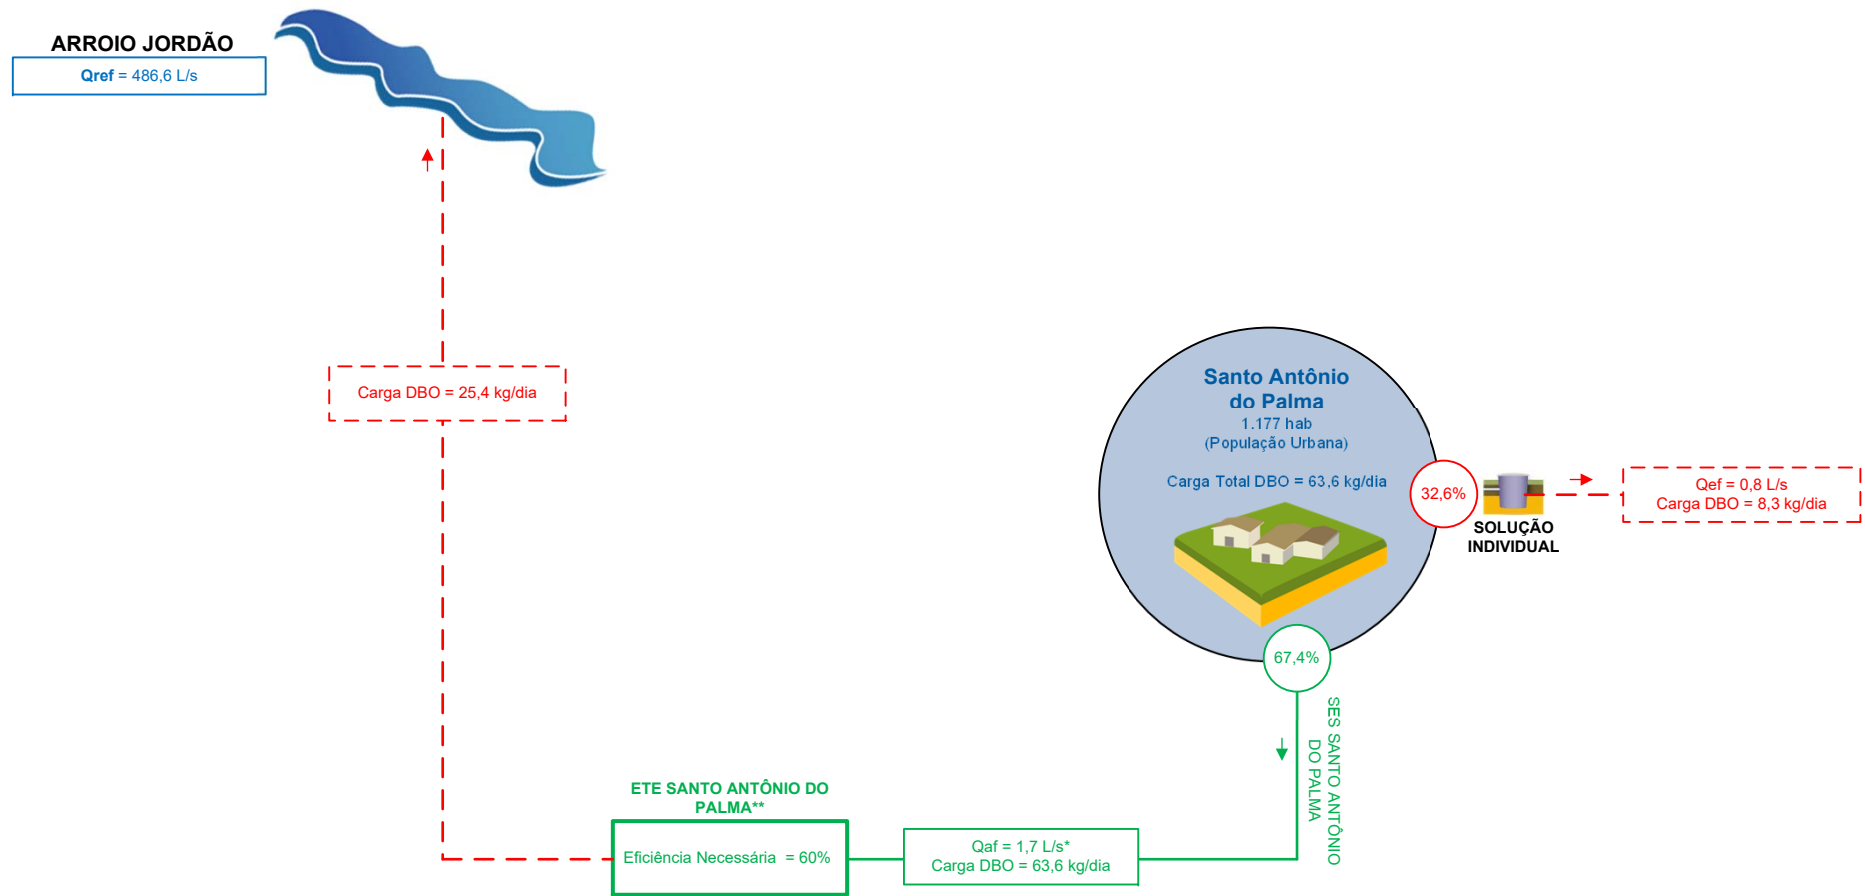 ARROIO JORDÃO
Qref = 486,6 L/s
Carga DBO = 25,4 kg/dia
Santo Antônio
do Palma
1.177 hab
(População Urbana)
Carga Total DBO = 63,6 kg/dia
32,6%
SOLUÇÃO
INDIVIDUAL
Qef = 0,8 L/s
Carga DBO = 8,3 kg/dia
67,4%
SES SANTO ANTÔNIO
DO PALMA
ETE SANTO ANTÔNIO DO
PALMA**
Eficiência Necessária = 60%
Qaf = 1,7 L/s*
Carga DBO = 63,6 kg/dia